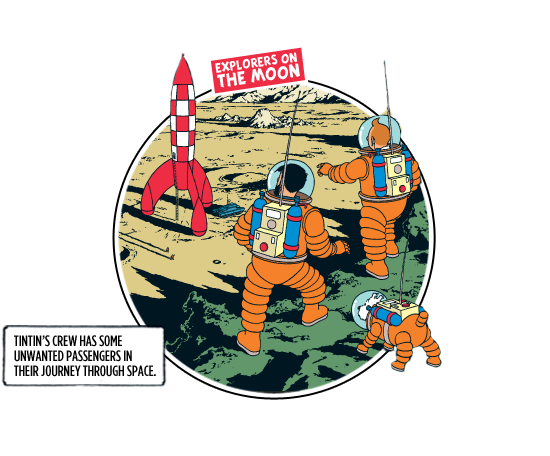 EXPLORERS ON
THE MOON
TINTIN'S CREW HAS SOME
UNWANTED PASSENGERS IN
THEIR JOURNEY THROUGH SPACE.